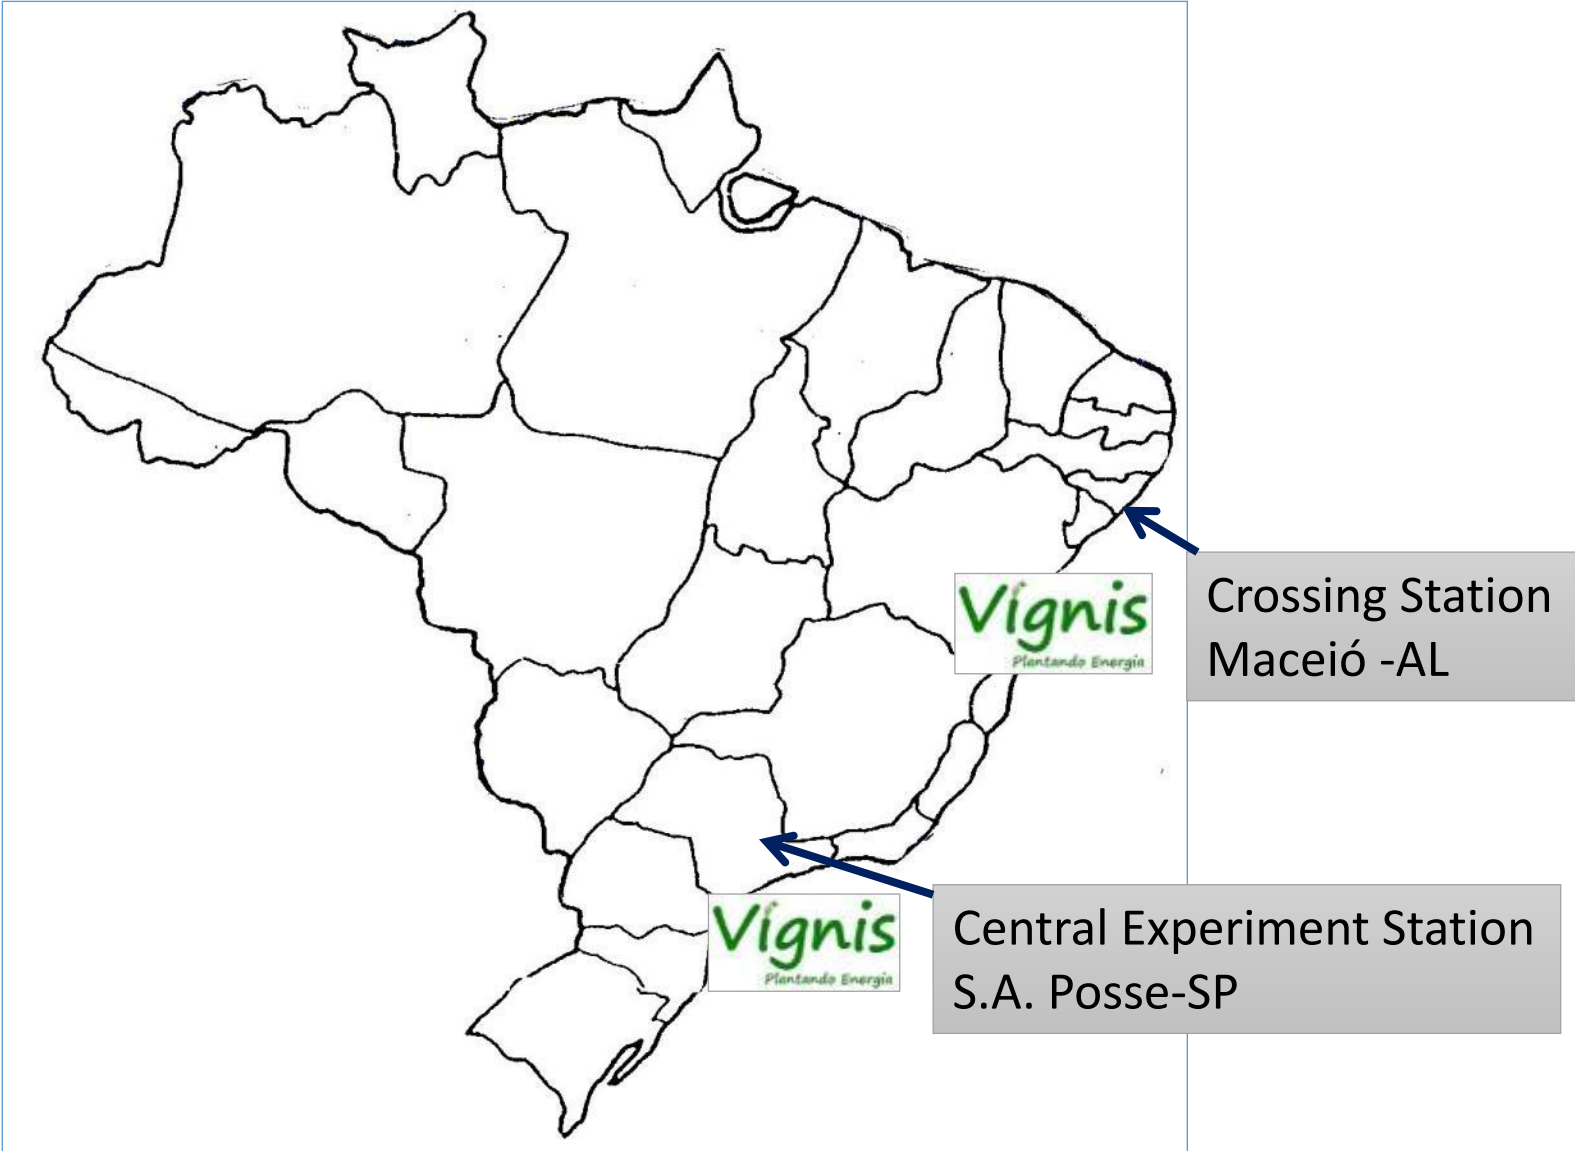 Vignis
Plantando Energia
Crossing Station
Maceió -AL
Vignis
Plantando Energia
Central Experiment Station
S.A. Posse-SP